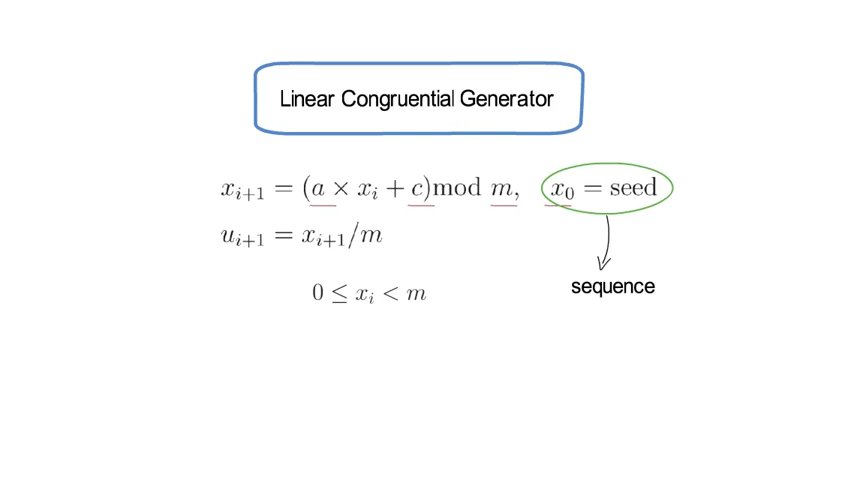 Linear Congruential Generator
x_{i+1} = (a × x_i + c)mod m, x_0 = seed
u_{i+1} = x_{i+1}/m
0 ≤ x_i < m
sequence